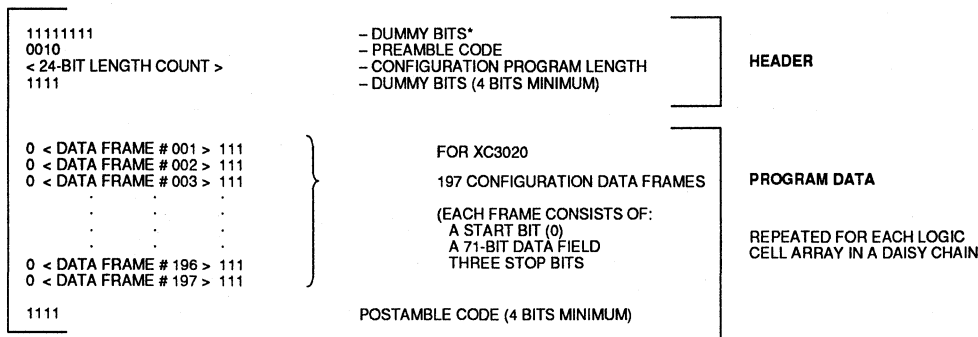 11111111 – DUMMY BITS*
0010 – PREAMBLE CODE
< 24-BIT LENGTH COUNT > – CONFIGURATION PROGRAM LENGTH
1111 – DUMMY BITS (4 BITS MINIMUM)
HEADER
0 < DATA FRAME # 001 > 111
0 < DATA FRAME # 002 > 111
0 < DATA FRAME # 003 > 111
. . .
. . .
. . .
. . .
0 < DATA FRAME # 196 > 111
0 < DATA FRAME # 197 > 111
FOR XC3020
197 CONFIGURATION DATA FRAMES
(EACH FRAME CONSISTS OF:
A START BIT (0)
A 71-BIT DATA FIELD
THREE STOP BITS
PROGRAM DATA
REPEATED FOR EACH LOGIC
CELL ARRAY IN A DAISY CHAIN
1111 POSTAMBLE CODE (4 BITS MINIMUM)